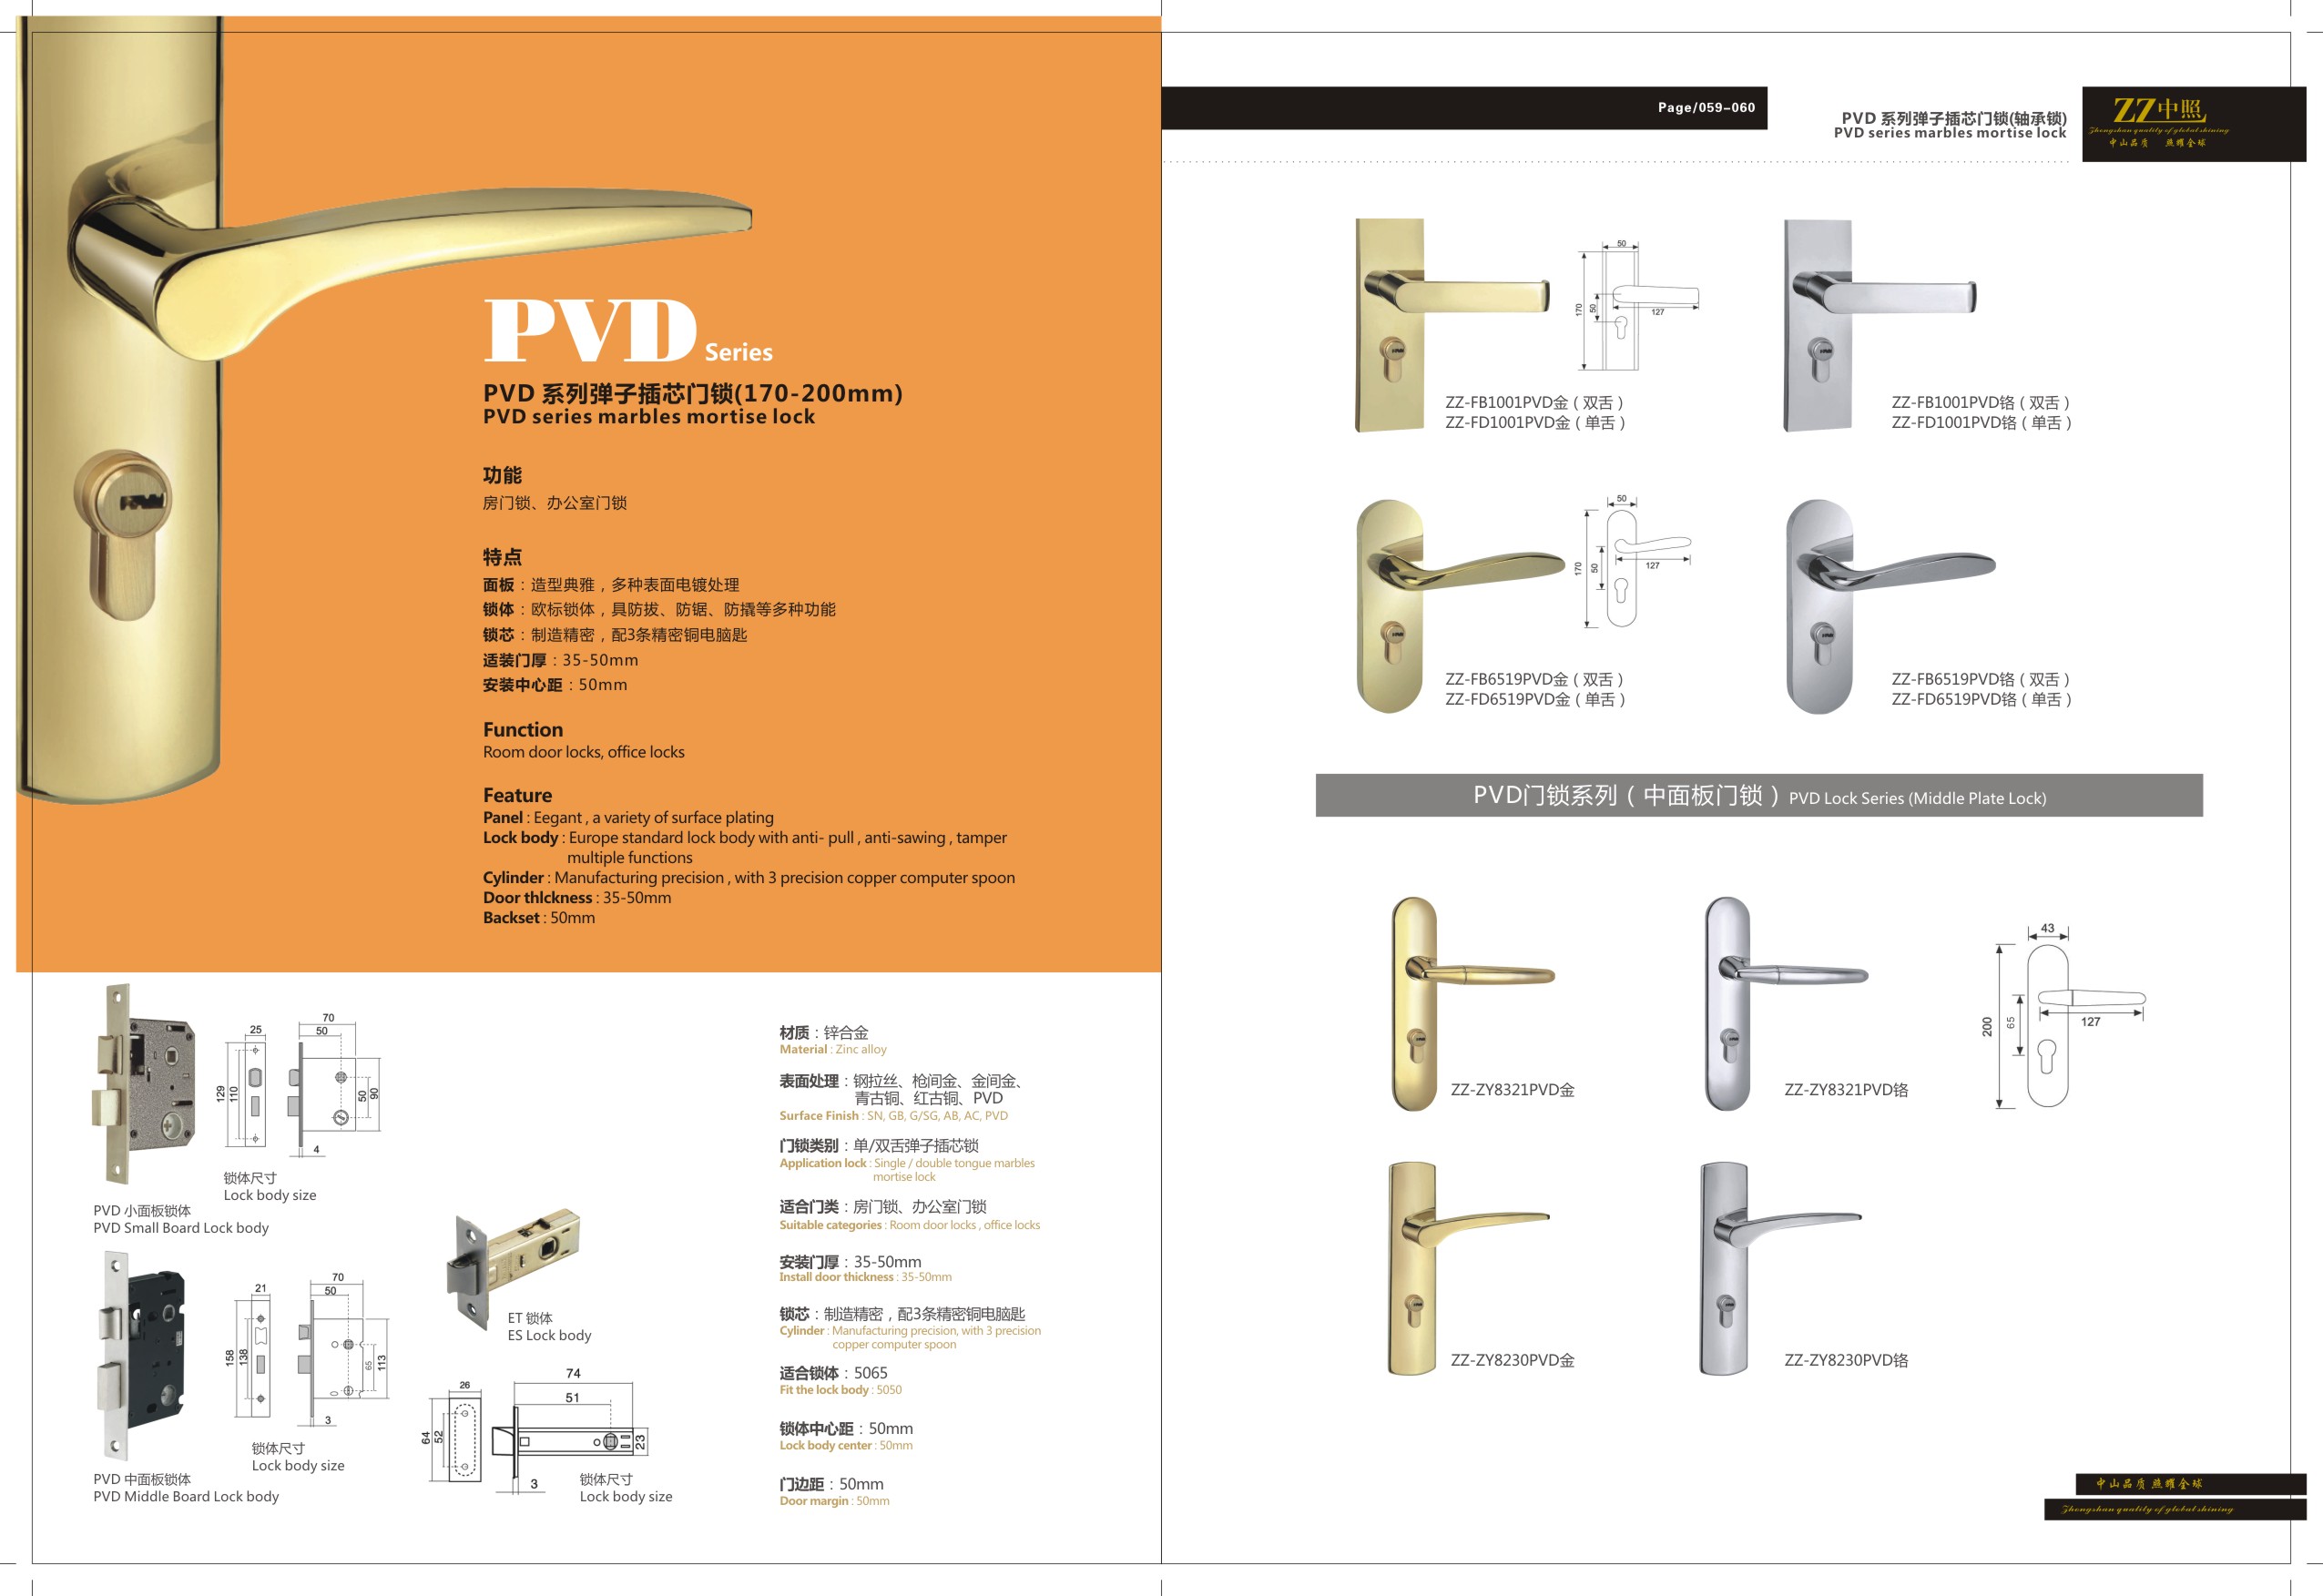 PVD Series
PVD 系列弹子插芯门锁(170-200mm)
PVD series marbles mortise lock
功能
房门锁、办公室门锁
特点
面板：造型典雅，多种表面电镀处理
锁体：欧标锁体，具防拔、防锯、防撬等多种功能
锁芯：制造精密，配3条精密铜电脑匙
适装门厚：35-50mm
安装中心距：50mm
Function
Room door locks, office locks
Feature
Panel : Eegant , a variety of surface plating
Lock body : Europe standard lock body with anti- pull , anti-sawing , tamper
multiple functions
Cylinder : Manufacturing precision , with 3 precision copper computer spoon
Door thlckness : 35-50mm
Backset : 50mm
25
129
110
70
50
50
90
4
锁体尺寸
Lock body size
PVD 小面板锁体
PVD Small Board Lock body
21
158
138
70
50
65
113
3
锁体尺寸
Lock body size
PVD 中面板锁体
PVD Middle Board Lock body
ET 锁体
ES Lock body
26
64
52
74
51
23
3
锁体尺寸
Lock body size
材质：锌合金
Material : Zinc alloy
表面处理：钢拉丝、枪间金、金间金、
青古铜、红古铜、PVD
Surface Finish : SN, GB, G/SG, AB, AC, PVD
门锁类别：单/双舌弹子插芯锁
Application lock : Single / double tongue marbles
mortise lock
适合门类：房门锁、办公室门锁
Suitable categories : Room door locks , office locks
安装门厚：35-50mm
Install door thickness : 35-50mm
锁芯：制造精密，配3条精密铜电脑匙
Cylinder : Manufacturing precision, with 3 precision
copper computer spoon
适合锁体：5065
Fit the lock body : 5050
锁体中心距：50mm
Lock body center : 50mm
门边距：50mm
Door margin : 50mm
Page/059-060
PVD 系列弹子插芯门锁(轴承锁)
PVD series marbles mortise lock
ZZ中照
Zhongshan quality of global shining
中山品质 照耀全球
50
170
50
127
ZZ-FB1001PVD金（双舌）
ZZ-FD1001PVD金（单舌）
ZZ-FB1001PVD铬（双舌）
ZZ-FD1001PVD铬（单舌）
50
170
50
127
ZZ-FB6519PVD金（双舌）
ZZ-FD6519PVD金（单舌）
ZZ-FB6519PVD铬（双舌）
ZZ-FD6519PVD铬（单舌）
PVD门锁系列（中面板门锁）PVD Lock Series (Middle Plate Lock)
43
200
65
127
ZZ-ZY8321PVD金
ZZ-ZY8321PVD铬
ZZ-ZY8230PVD金
ZZ-ZY8230PVD铬
中山品质 照耀全球
Zhongshan quality of global shining